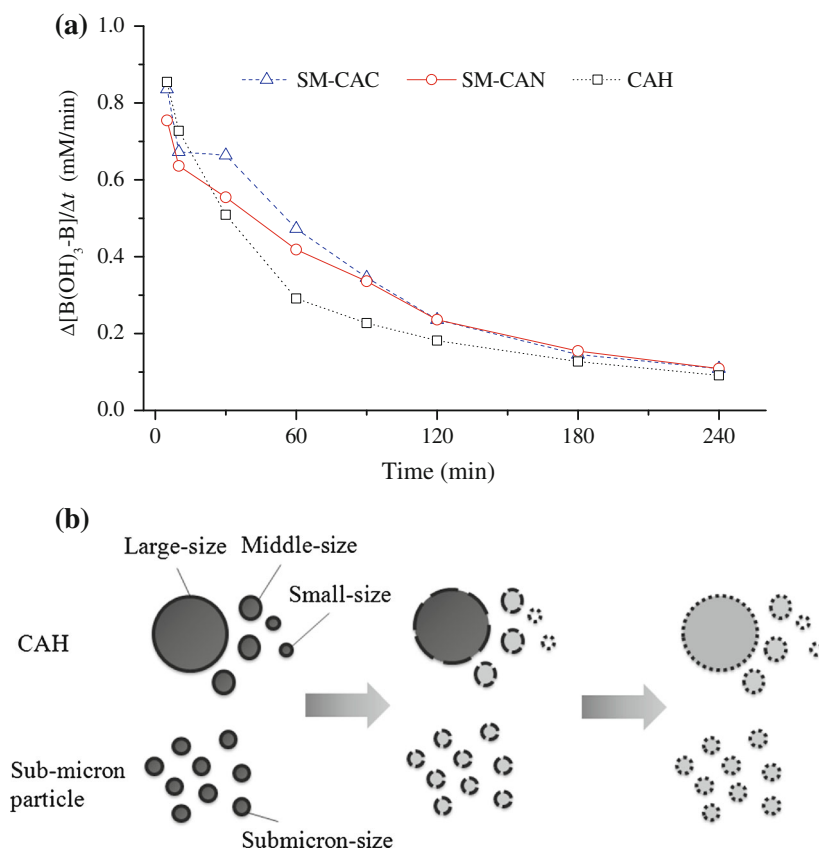 (a)
1.0
0.8
0.6
0.4
0.2
0.0
Δ[B(OH)₃-B]/Δt (mM/min)
SM-CAC
SM-CAN
CAH
0
60
120
180
240
Time (min)
(b)
Large-size
Middle-size
Small-size
CAH
Sub-micron
particle
Submicron-size